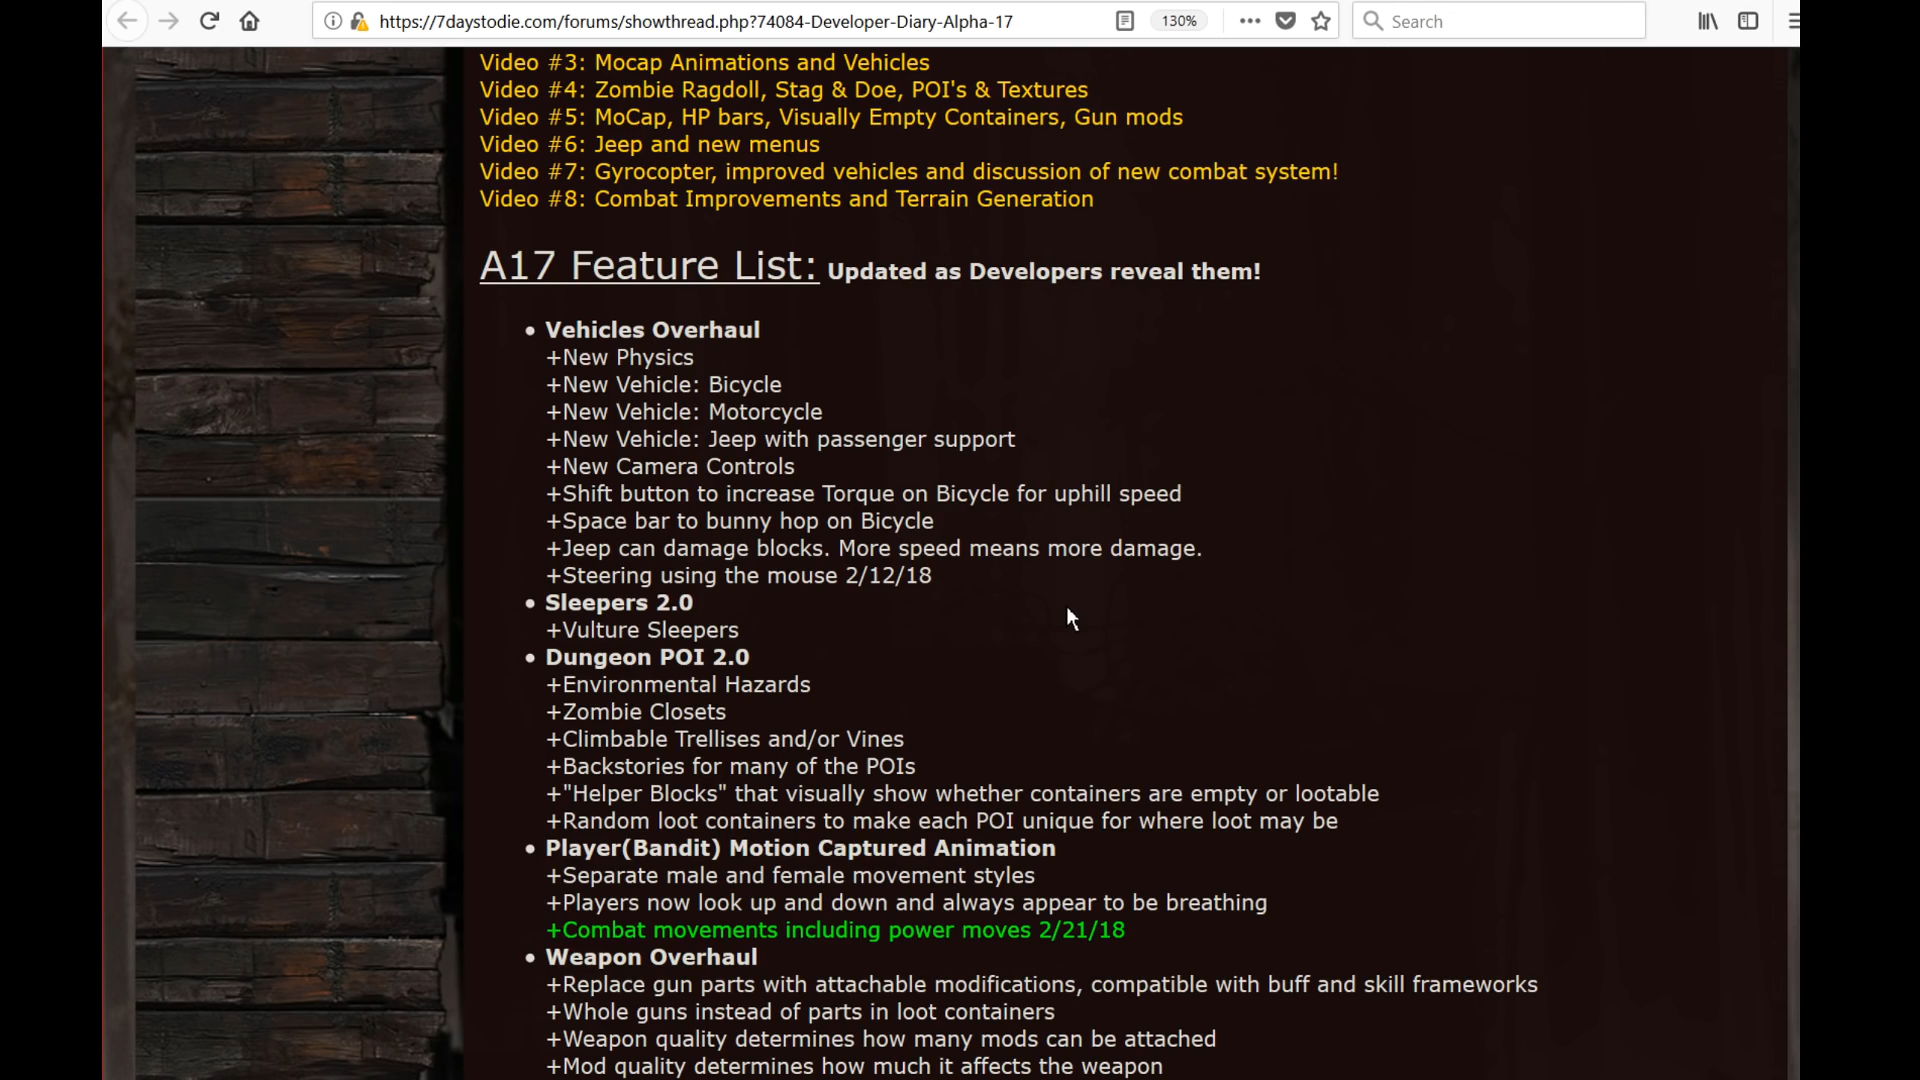 https://7daystodie.com/forums/showthread.php?74084-Developer-Diary-Alpha-17
130%
Search
Video #3: Mocap Animations and Vehicles
Video #4: Zombie Ragdoll, Stag & Doe, POI's & Textures
Video #5: MoCap, HP bars, Visually Empty Containers, Gun mods
Video #6: Jeep and new menus
Video #7: Gyrocopter, improved vehicles and discussion of new combat system!
Video #8: Combat Improvements and Terrain Generation
A17 Feature List: Updated as Developers reveal them!
• Vehicles Overhaul
+New Physics
+New Vehicle: Bicycle
+New Vehicle: Motorcycle
+New Vehicle: Jeep with passenger support
+New Camera Controls
+Shift button to increase Torque on Bicycle for uphill speed
+Space bar to bunny hop on Bicycle
+Jeep can damage blocks. More speed means more damage.
+Steering using the mouse 2/12/18
• Sleepers 2.0
+Vulture Sleepers
• Dungeon POI 2.0
+Environmental Hazards
+Zombie Closets
+Climbable Trellises and/or Vines
+Backstories for many of the POIs
+"Helper Blocks" that visually show whether containers are empty or lootable
+Random loot containers to make each POI unique for where loot may be
• Player(Bandit) Motion Captured Animation
+Separate male and female movement styles
+Players now look up and down and always appear to be breathing
+Combat movements including power moves 2/21/18
• Weapon Overhaul
+Replace gun parts with attachable modifications, compatible with buff and skill frameworks
+Whole guns instead of parts in loot containers
+Weapon quality determines how many mods can be attached
+Mod quality determines how much it affects the weapon